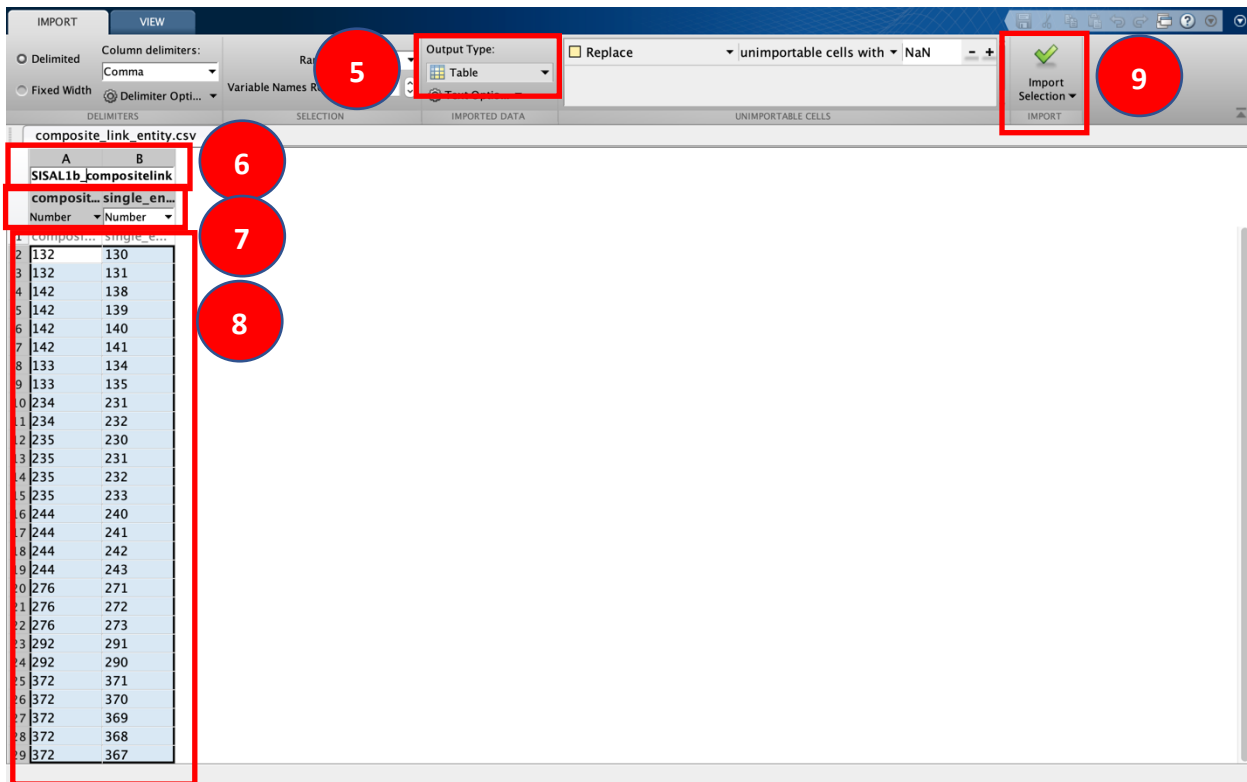 IMPORT VIEW
Delimited
Column delimiters:
Comma
Fixed Width
Delimiter Opti...
DELIMITERS
Variable Names
SELECTION
5
Output Type:
Table
IMPORTED DATA
Replace unimportable cells with NaN - +
UNIMPORTABLE CELLS
Import
Selection
IMPORT
9
composite_link_entity.csv
A B
SISAL1b_compositelink
6
composit... single_en...
Number Number
7
1 composi... single_e...
2 132 130
3 132 131
4 142 138
5 142 139
6 142 140
7 142 141
8 133 134
9 133 135
10 234 231
11 234 232
12 235 230
13 235 231
14 235 232
15 235 233
16 244 240
17 244 241
18 244 242
19 244 243
20 276 271
21 276 272
22 276 273
23 292 291
24 292 290
25 372 371
26 372 370
27 372 369
28 372 368
29 372 367
8